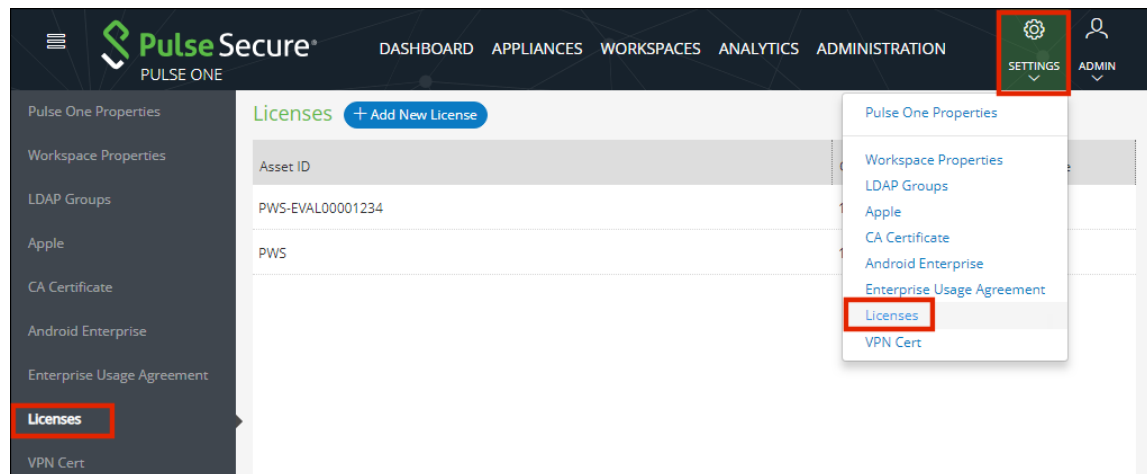 Pulse Secure
PULSE ONE
DASHBOARD APPLIANCES WORKSPACES ANALYTICS ADMINISTRATION
SETTINGS
ADMIN
Pulse One Properties
Workspace Properties
LDAP Groups
Apple
CA Certificate
Android Enterprise
Enterprise Usage Agreement
Licenses
VPN Cert
Licenses
+ Add New License
Asset ID
PWS-EVAL00001234
PWS
Pulse One Properties
Workspace Properties
LDAP Groups
Apple
CA Certificate
Android Enterprise
Enterprise Usage Agreement
Licenses
VPN Cert